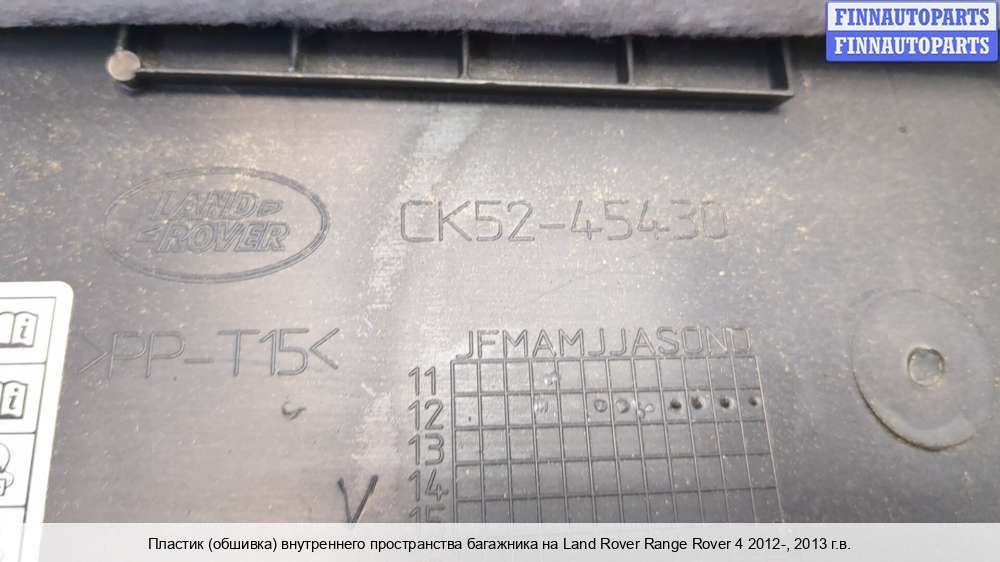 FINNAUTOPARTS
FINNAUTOPARTS
LAND
ROVER
CK52-45430
>PP-T15<
JFMAMJJASOND
11
12
13
14
15
V
Пластик (обшивка) внутреннего пространства багажника на Land Rover Range Rover 4 2012-, 2013 г.в.